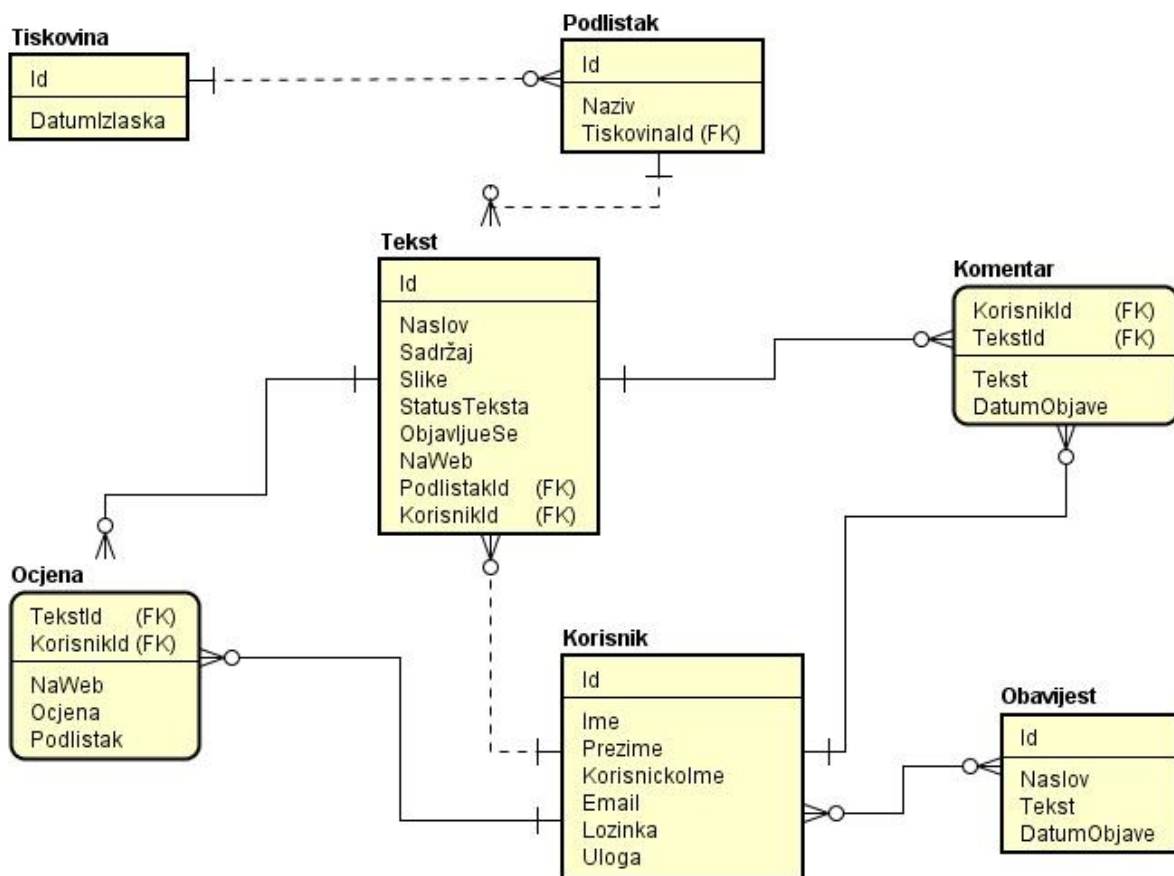 Tiskovina
Id
DatumIzlaska
Podlistak
Id
Naziv
TiskovinaId (FK)
Tekst
Id
Naslov
Sadržaj
Slike
StatusTeksta
ObjavljueSe
NaWeb
PodlistakId (FK)
KorisnikId (FK)
Komentar
KorisnikId (FK)
TekstId (FK)
Tekst
DatumObjave
Ocjena
TekstId (FK)
KorisnikId (FK)
NaWeb
Ocjena
Podlistak
Korisnik
Id
Ime
Prezime
KorisnickoIme
Email
Lozinka
Uloga
Obavijest
Id
Naslov
Tekst
DatumObjave